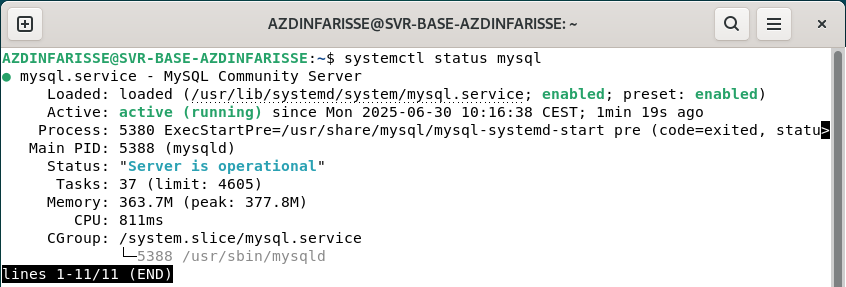 AZDINFARISSE@SVR-BASE-AZDINFARISSE: ~
AZDINFARISSE@SVR-BASE-AZDINFARISSE:~$ systemctl status mysql
● mysql.service - MySQL Community Server
Loaded: loaded (/usr/lib/systemd/system/mysql.service; enabled; preset: enabled)
Active: active (running) since Mon 2025-06-30 10:16:38 CEST; 1min 19s ago
Process: 5380 ExecStartPre=/usr/share/mysql/mysql-systemd-start pre (code=exited, statu>
Main PID: 5388 (mysqld)
Status: "Server is operational"
Tasks: 37 (limit: 4605)
Memory: 363.7M (peak: 377.8M)
CPU: 811ms
CGroup: /system.slice/mysql.service
└─5388 /usr/sbin/mysqld
lines 1-11/11 (END)